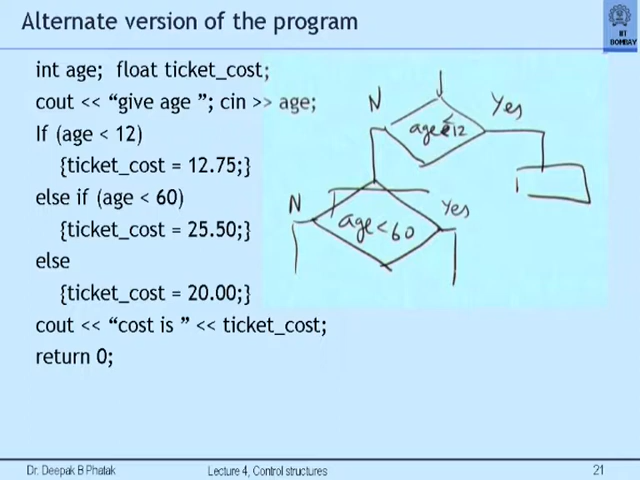 Alternate version of the program
IIT
BOMBAY
int age; float ticket_cost;
cout << “give age ”; cin >> age;
If (age < 12)
{ticket_cost = 12.75;}
else if (age < 60)
{ticket_cost = 25.50;}
else
{ticket_cost = 20.00;}
cout << “cost is ” << ticket_cost;
return 0;
N
Yes
age < 12
N
Yes
age < 60
Dr. Deepak B Phatak
Lecture 4, Control structures
21